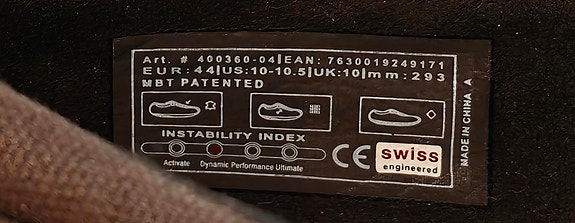 Art. # 400360-04|EAN: 7630019249171
EUR: 44|US:10-10.5|UK:10|mm: 293
MBT PATENTED
INSTABILITY INDEX
Activate Dynamic Performance Ultimate
CE
swiss
engineered
MADE IN CHINA A